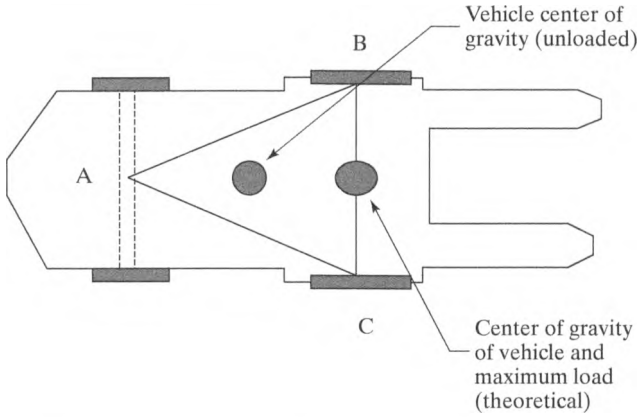 Vehicle center of
gravity (unloaded)
B
A
C
Center of gravity
of vehicle and
maximum load
(theoretical)